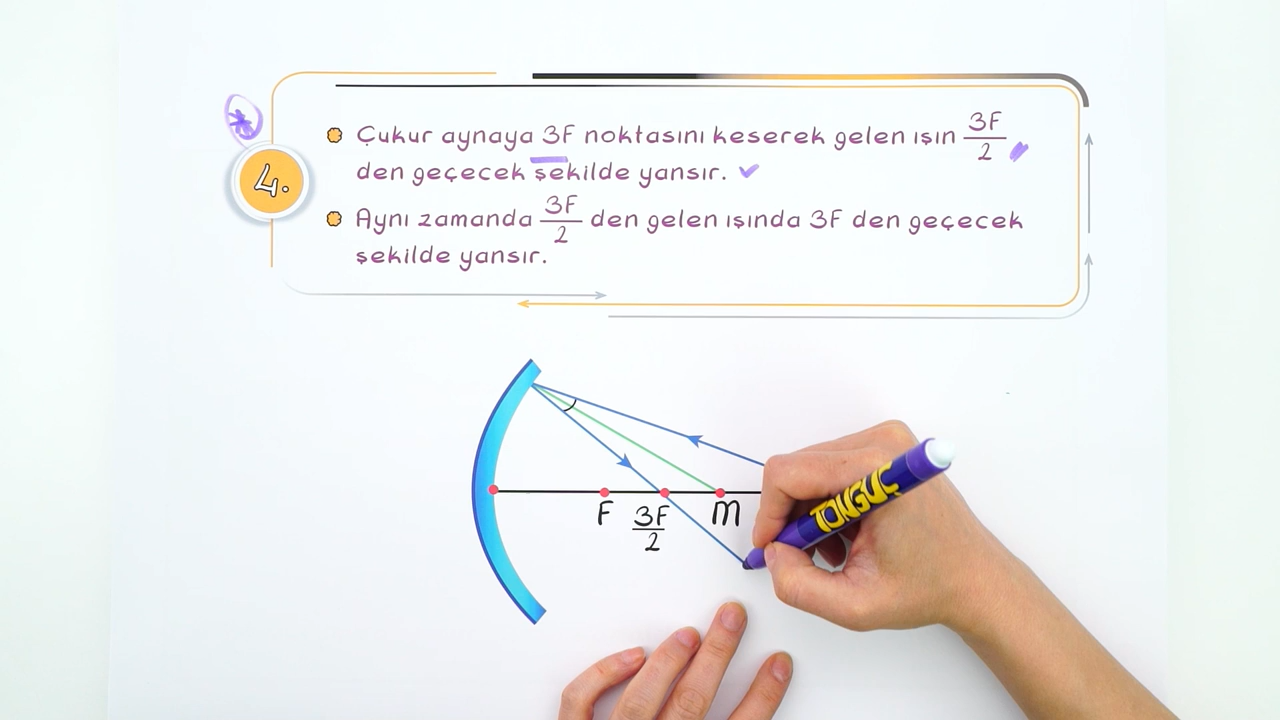 4.
Çukur aynaya 3F noktasını keserek gelen ışın 3F/2
den geçecek şekilde yansır.
Aynı zamanda 3F/2 den gelen ışında 3F den geçecek
şekilde yansır.
F 3F/2 M
TONGUÇ